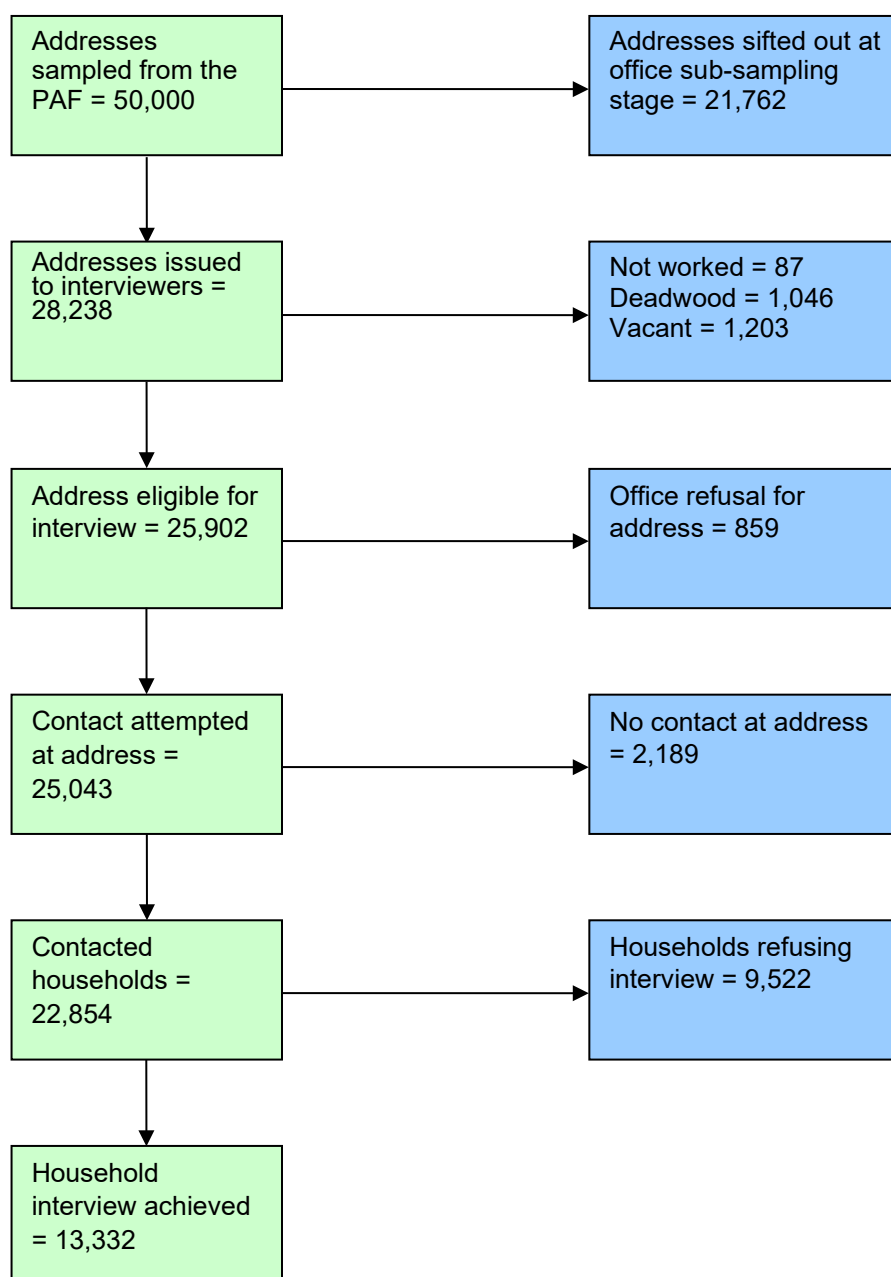 Addresses
sampled from the
PAF = 50,000
Addresses sifted out at
office sub-sampling
stage = 21,762
Addresses issued
to interviewers =
28,238
Not worked = 87
Deadwood = 1,046
Vacant = 1,203
Address eligible for
interview = 25,902
Office refusal for
address = 859
Contact attempted
at address =
25,043
No contact at address
= 2,189
Contacted
households =
22,854
Households refusing
interview = 9,522
Household
interview achieved
= 13,332